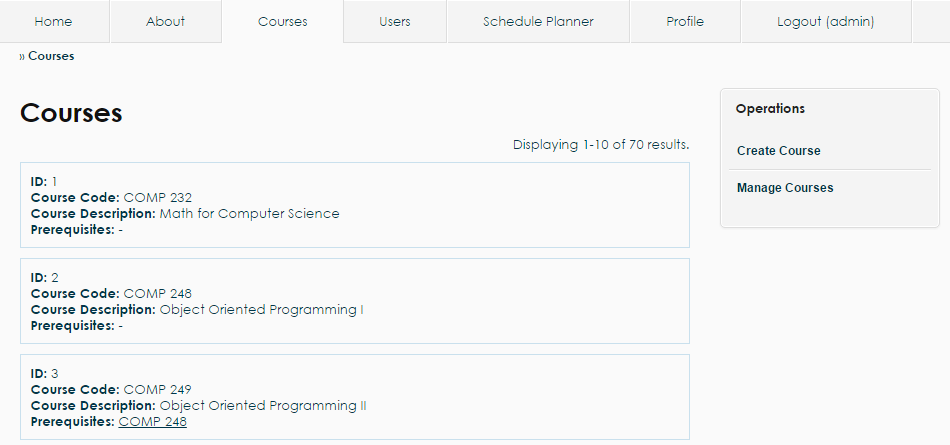 Home About Courses Users Schedule Planner Profile Logout (admin)
» Courses
Courses
Displaying 1-10 of 70 results.
ID: 1
Course Code: COMP 232
Course Description: Math for Computer Science
Prerequisites: -
ID: 2
Course Code: COMP 248
Course Description: Object Oriented Programming I
Prerequisites: -
ID: 3
Course Code: COMP 249
Course Description: Object Oriented Programming II
Prerequisites: COMP 248
Operations
Create Course
Manage Courses